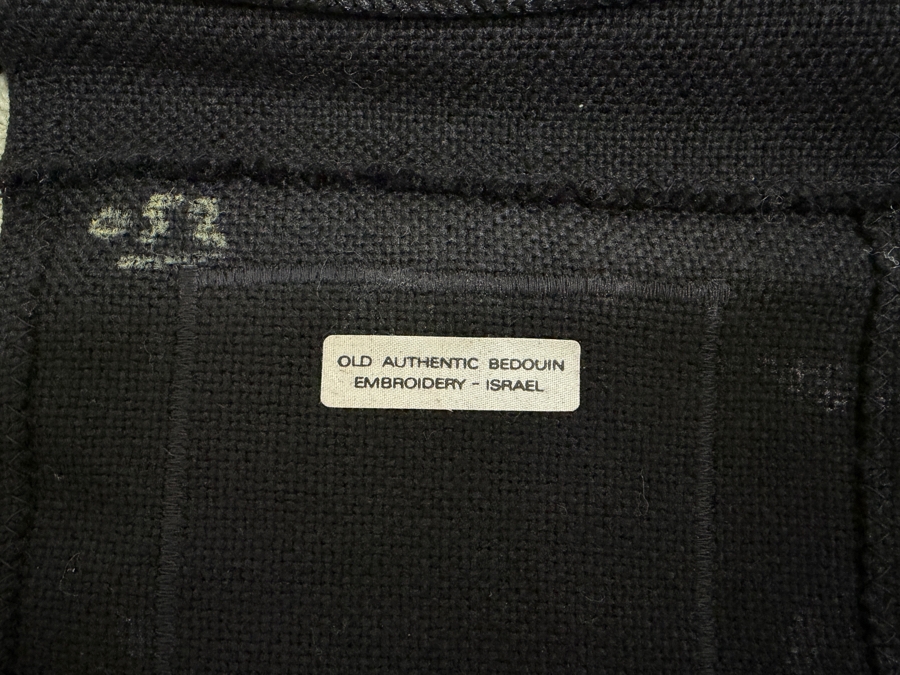 OLD AUTHENTIC BEDOUIN
EMBROIDERY - ISRAEL